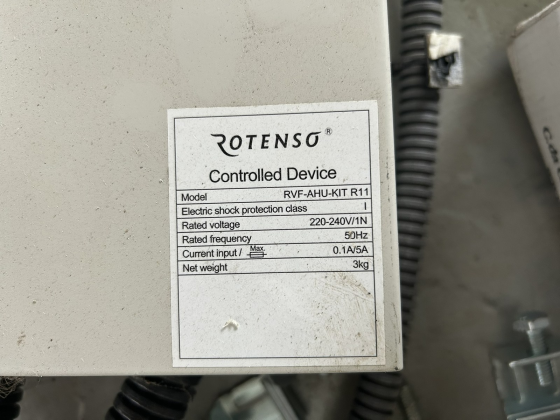 ROTENSO®
Controlled Device
Model RVF-AHU-KIT R11
Electric shock protection class I
Rated voltage 220-240V/1N
Rated frequency 50Hz
Current input / Max. 0.1A/5A
Net weight 3kg